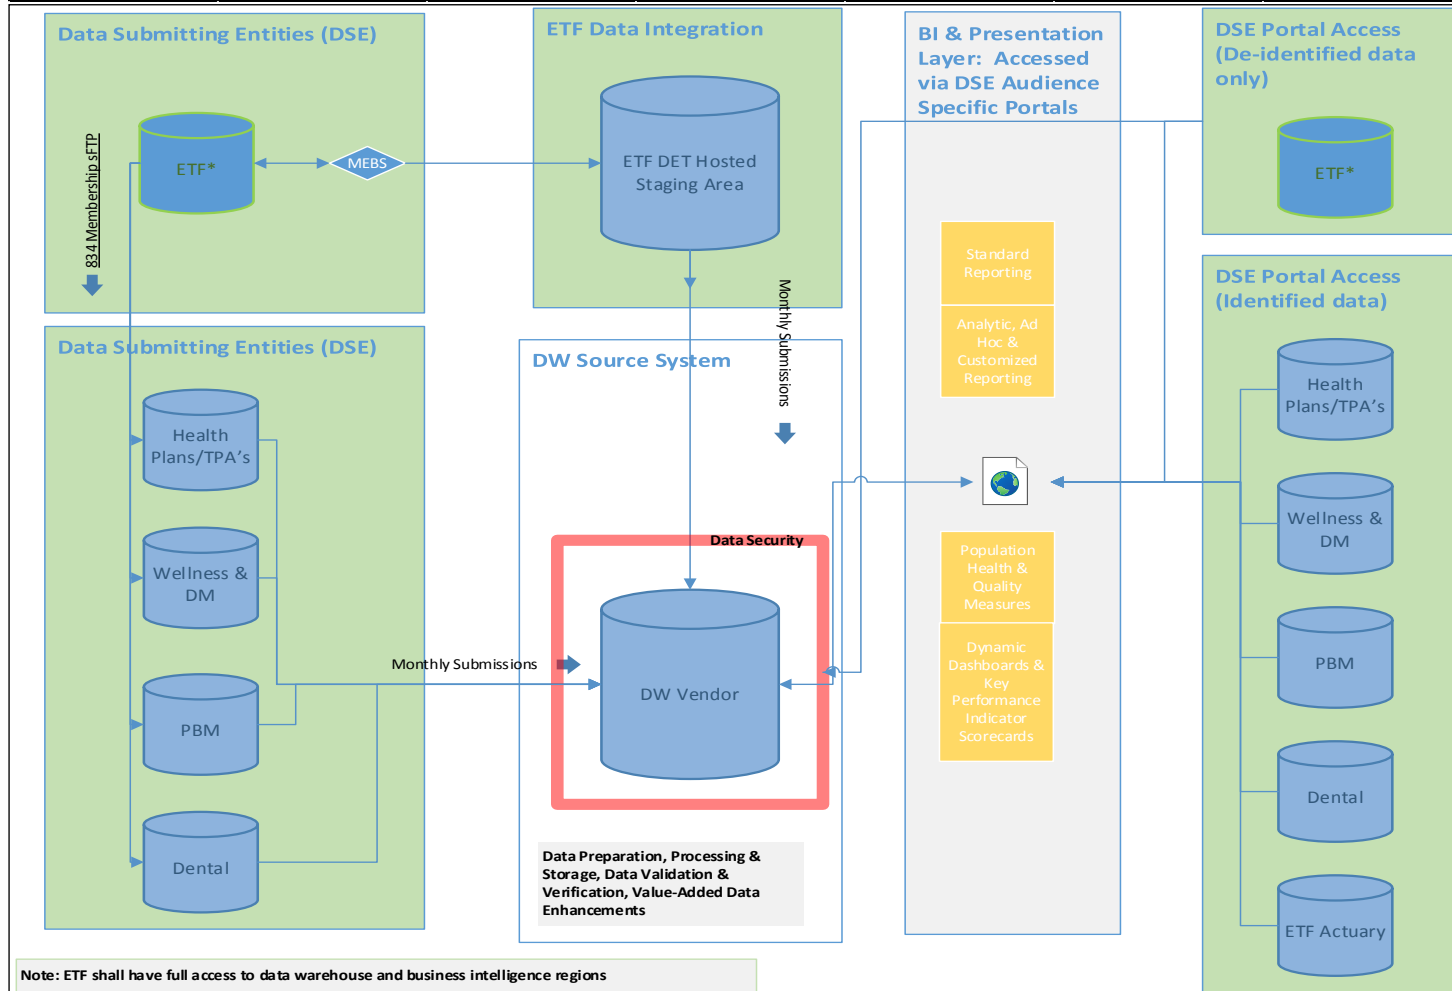 Data Submitting Entities (DSE)
834 Membership sFTP
ETF*
MEBS
ETF Data Integration
ETF DET Hosted
Staging Area
Monthly Submissions
Data Submitting Entities (DSE)
Health
Plans/TPA's
Wellness &
DM
PBM
Dental
Monthly Submissions
DW Source System
Data Security
DW Vendor
Data Preparation, Processing &
Storage, Data Validation &
Verification, Value-Added Data
Enhancements
BI & Presentation
Layer: Accessed
via DSE Audience
Specific Portals
Standard
Reporting
Analytic, Ad
Hoc &
Customized
Reporting
Population
Health &
Quality
Measures
Dynamic
Dashboards &
Key
Performance
Indicator
Scorecards
DSE Portal Access
(De-identified data
only)
ETF*
DSE Portal Access
(Identified data)
Health
Plans/TPA's
Wellness &
DM
PBM
Dental
ETF Actuary
Note: ETF shall have full access to data warehouse and business intelligence regions